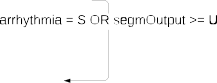 arrhythmia = S OR segmOutput >= U